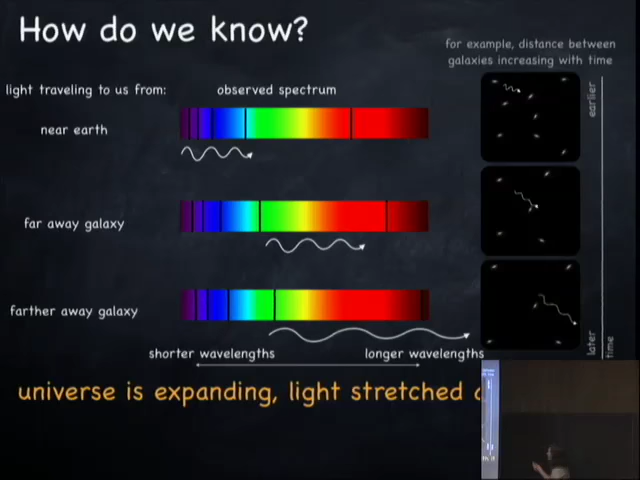 How do we know?
for example, distance between
galaxies increasing with time
light traveling to us from:
observed spectrum
near earth
earlier
far away galaxy
farther away galaxy
later
time
shorter wavelengths
longer wavelengths
universe is expanding, light stretched